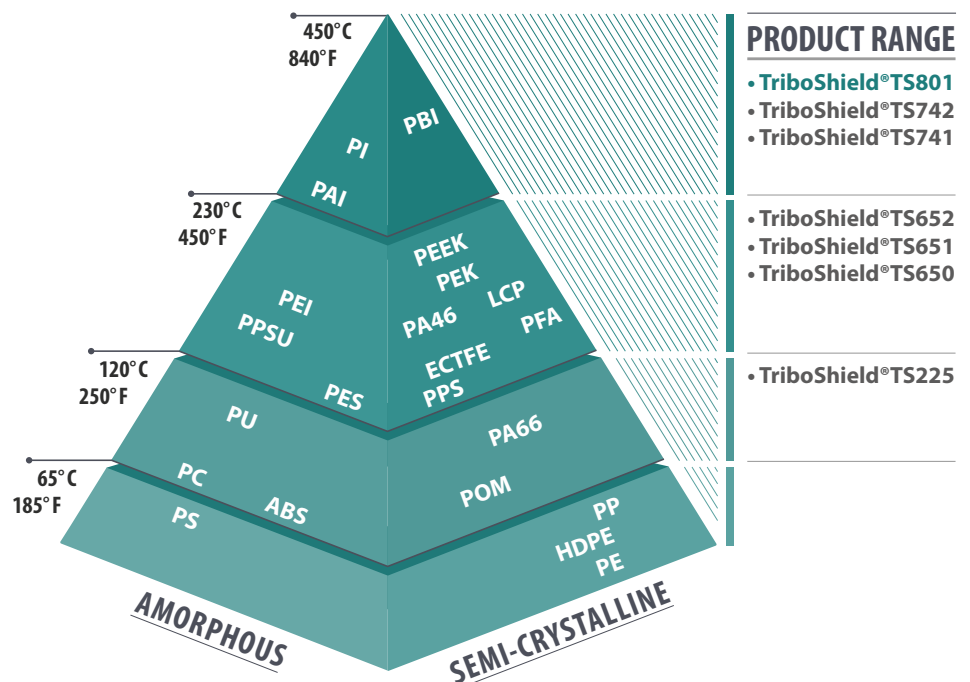 450°C
840°F
PRODUCT RANGE
• TriboShield®TS801
• TriboShield®TS742
• TriboShield®TS741
PBI
PI
PAI
230°C
450°F
• TriboShield®TS652
• TriboShield®TS651
• TriboShield®TS650
PEEK
PEK
LCP
PEI
PA46
PFA
PPSU
ECTFE
PPS
PES
120°C
250°F
• TriboShield®TS225
PU
PA66
PC
POM
ABS
65°C
185°F
PS
PP
HDPE
PE
AMORPHOUS
SEMI-CRYSTALLINE